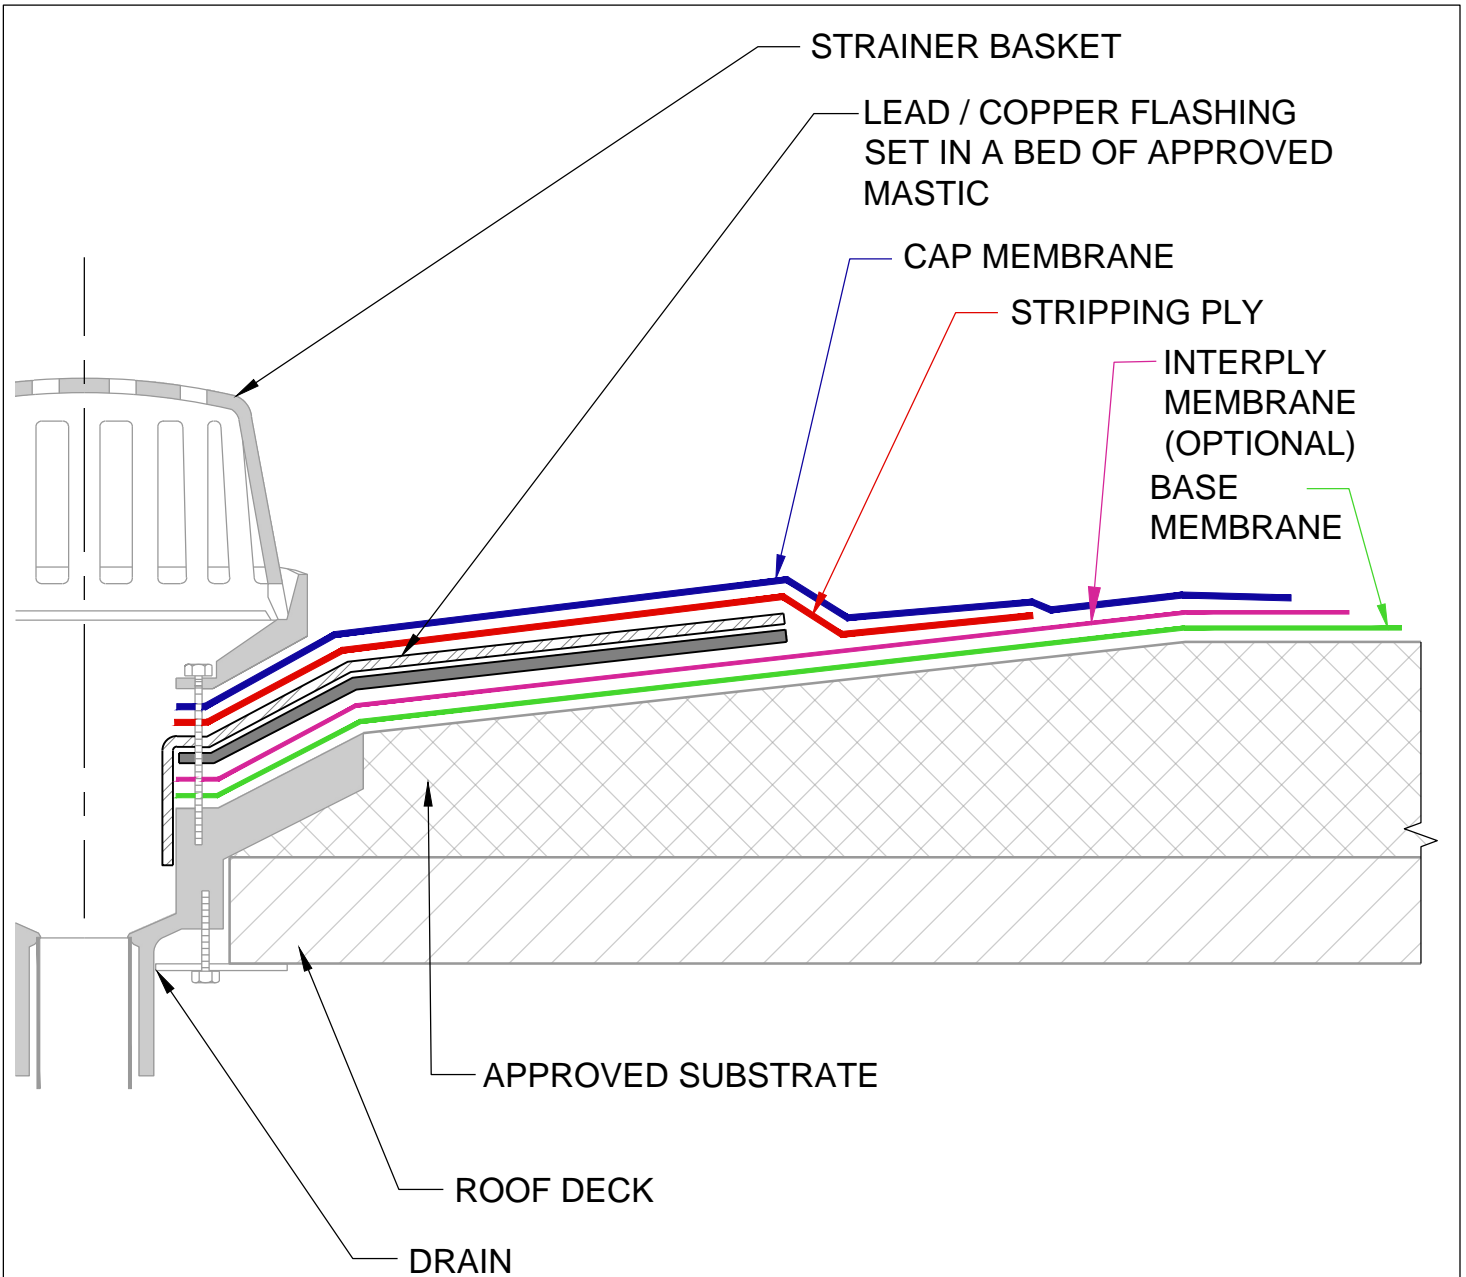 STRAINER BASKET
LEAD / COPPER FLASHING
SET IN A BED OF APPROVED
MASTIC
CAP MEMBRANE
STRIPPING PLY
INTERPLY
MEMBRANE
(OPTIONAL)
BASE
MEMBRANE
APPROVED SUBSTRATE
ROOF DECK
DRAIN